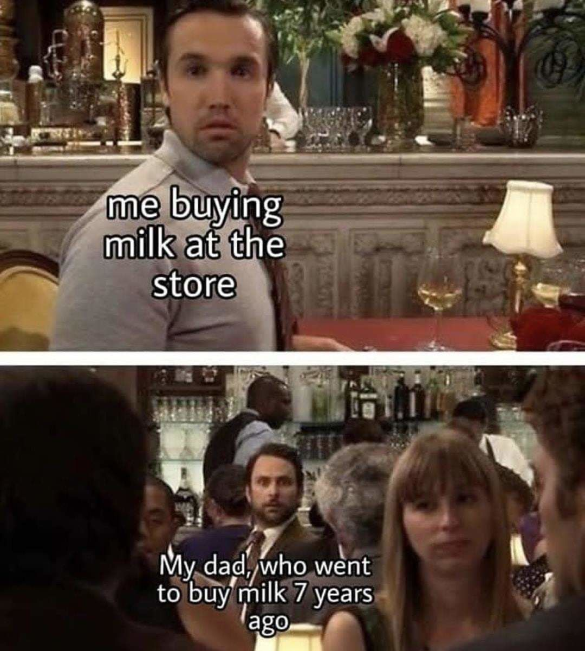 me buying
milk at the
store
My dad, who went
to buy milk 7 years
ago